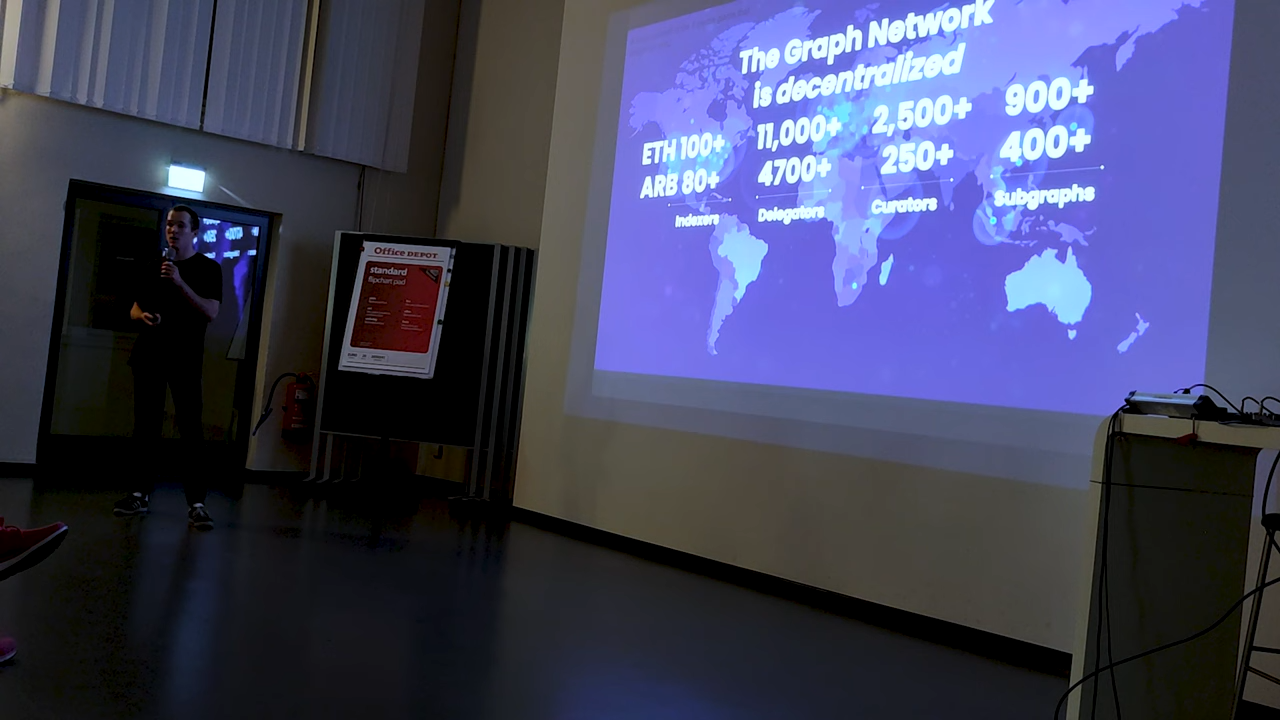 The Graph Network
is decentralized
ETH 100+ 11,000+ 2,500+ 900+
ARB 80+ 4700+ 250+ 400+
Indexers Delegators Curators Subgraphs
Office DEPOT
standard
flipchart pad